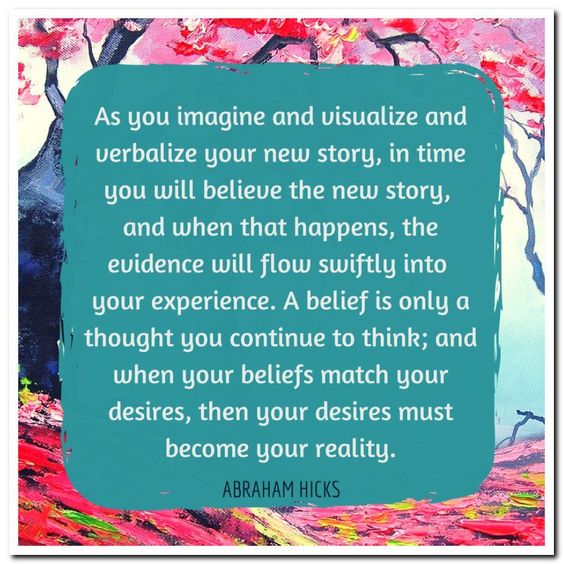 As you imagine and visualize and
verbalize your new story, in time
you will believe the new story,
and when that happens, the
evidence will flow swiftly into
your experience. A belief is only a
thought you continue to think; and
when your beliefs match your
desires, then your desires must
become your reality.
ABRAHAM HICKS